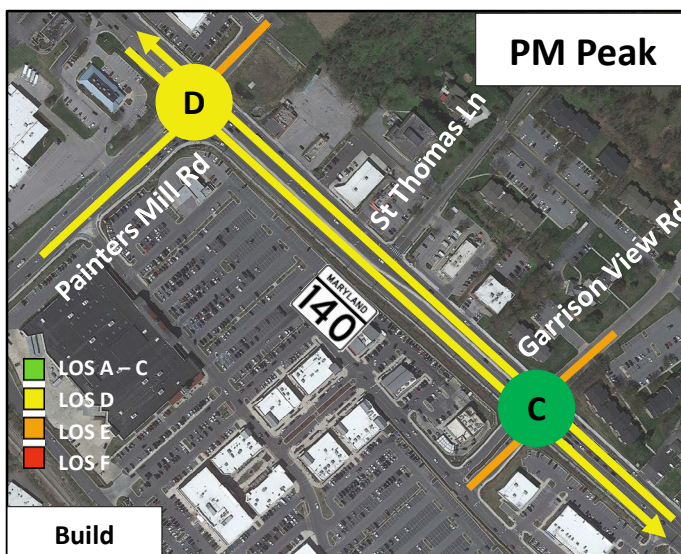 PM Peak
D
St Thomas Ln
Painters Mill Rd
Garrison View Rd
MARYLAND
140
C
LOS A – C
LOS D
LOS E
LOS F
Build